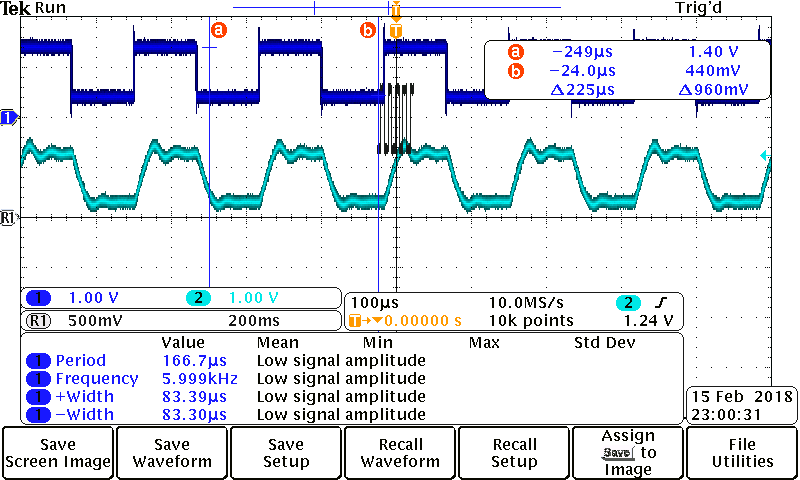 Tek Run Trig'd
T
a b T
a −249µs 1.40 V
b −24.0µs 440mV
Δ225µs Δ960mV
1
R1
1 1.00 V 2 1.00 V
R1 500mV 200ms
100µs 10.0MS/s 2
T→▼0.00000 s 10k points 1.24 V
Value Mean Min Max Std Dev
1 Period 166.7µs Low signal amplitude
1 Frequency 5.999kHz Low signal amplitude
1 +Width 83.39µs Low signal amplitude
1 −Width 83.30µs Low signal amplitude
15 Feb 2018
23:00:31
Save
Screen Image
Save
Waveform
Save
Setup
Recall
Waveform
Recall
Setup
Assign
Save to
Image
File
Utilities